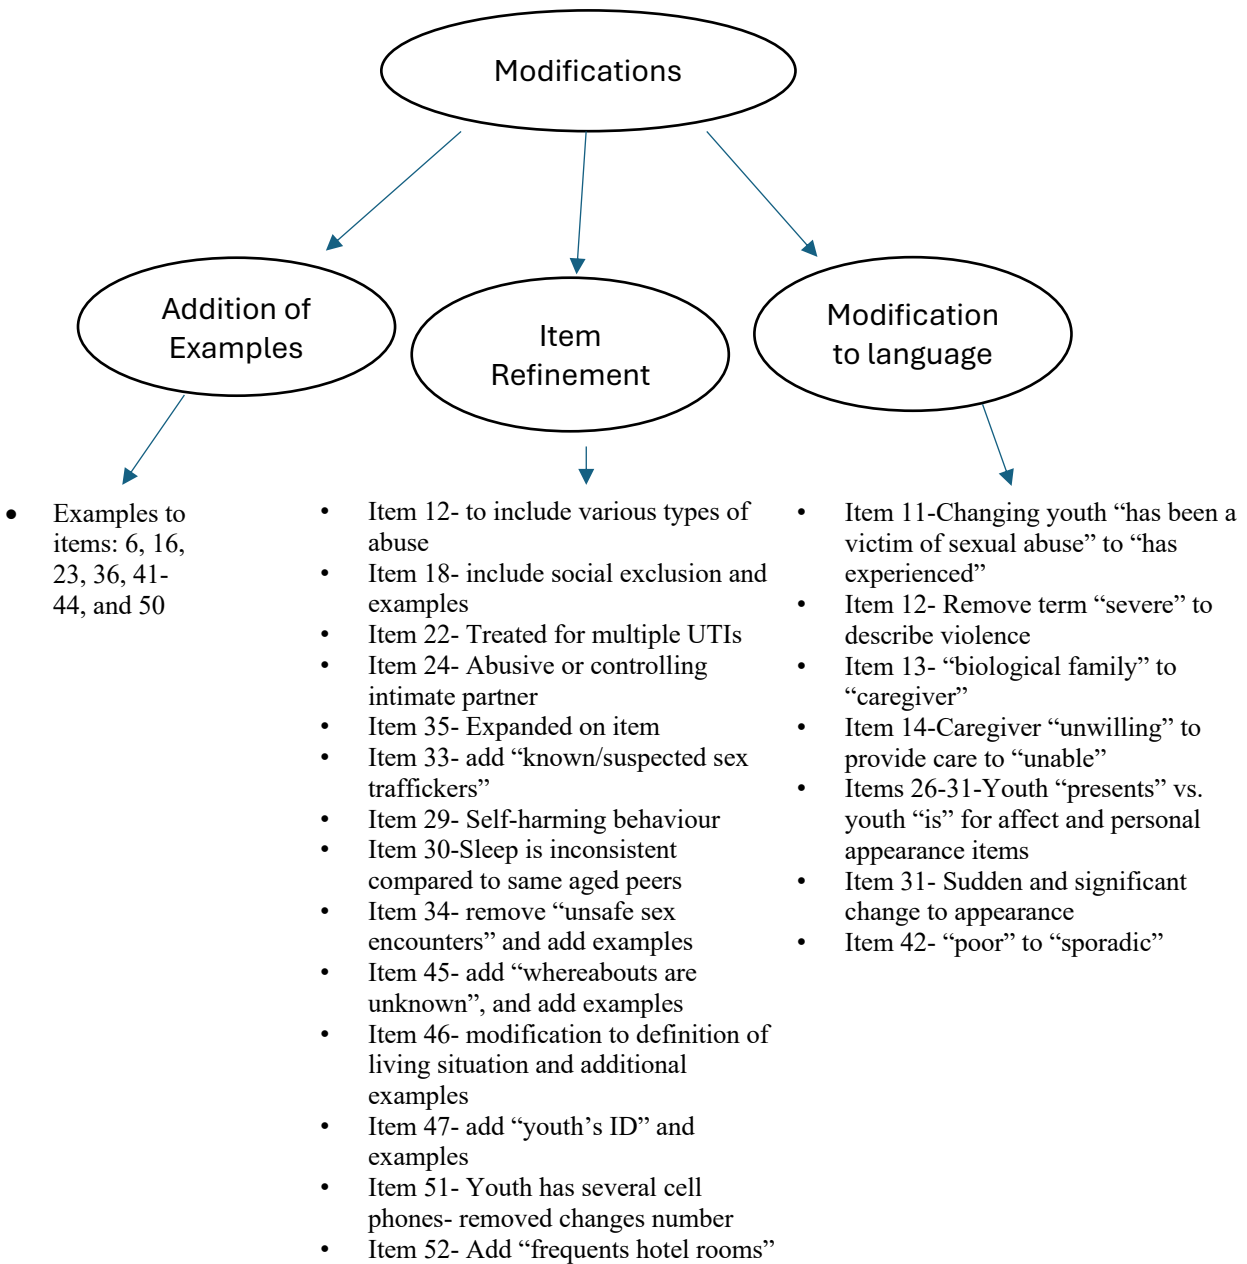 Modifications
Addition of
Examples
Item
Refinement
Modification
to language
• Examples to
items: 6, 16,
23, 36, 41-
44, and 50
• Item 12- to include various types of
abuse
• Item 18- include social exclusion and
examples
• Item 22- Treated for multiple UTIs
• Item 24- Abusive or controlling
intimate partner
• Item 35- Expanded on item
• Item 33- add “known/suspected sex
traffickers”
• Item 29- Self-harming behaviour
• Item 30-Sleep is inconsistent
compared to same aged peers
• Item 34- remove “unsafe sex
encounters” and add examples
• Item 45- add “whereabouts are
unknown”, and add examples
• Item 46- modification to definition of
living situation and additional
examples
• Item 47- add “youth’s ID” and
examples
• Item 51- Youth has several cell
phones- removed changes number
• Item 52- Add “frequents hotel rooms”
• Item 11-Changing youth “has been a
victim of sexual abuse” to “has
experienced”
• Item 12- Remove term “severe” to
describe violence
• Item 13- “biological family” to
“caregiver”
• Item 14-Caregiver “unwilling” to
provide care to “unable”
• Items 26-31-Youth “presents” vs.
youth “is” for affect and personal
appearance items
• Item 31- Sudden and significant
change to appearance
• Item 42- “poor” to “sporadic”